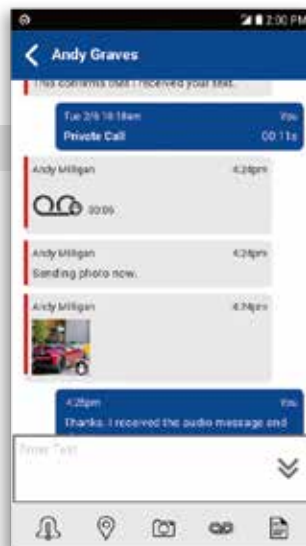 2:00 PM
Andy Graves
This confirms that I received your text.
Tue 2/6 10:18am You
Private Call 00:11s
Andy Milligan 4:24pm
00:06
Andy Milligan 4:24pm
Sending photo now.
Andy Milligan 4:24pm
4:28pm You
Thanks. I received the audio message and
Enter Text